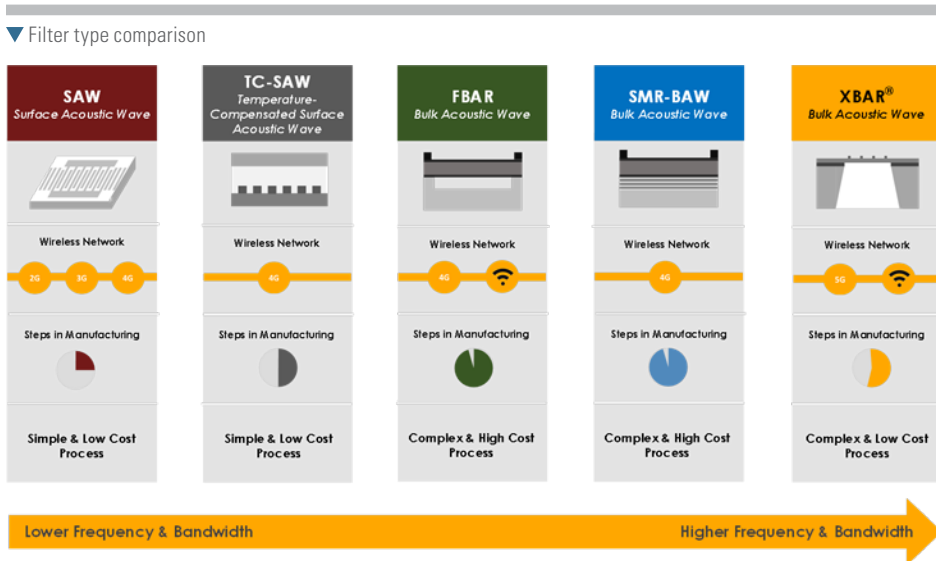 Filter type comparison
SAW
Surface Acoustic Wave
TC-SAW
Temperature-
Compensated Surface
Acoustic Wave
FBAR
Bulk Acoustic Wave
SMR-BAW
Bulk Acoustic Wave
XBAR®
Bulk Acoustic Wave
Wireless Network
2G
3G
4G
Wireless Network
4G
Wireless Network
4G
Wireless Network
4G
Wireless Network
5G
Steps in Manufacturing
Steps in Manufacturing
Steps in Manufacturing
Steps in Manufacturing
Steps in Manufacturing
Simple & Low Cost
Process
Simple & Low Cost
Process
Complex & High Cost
Process
Complex & High Cost
Process
Complex & Low Cost
Process
Lower Frequency & Bandwidth
Higher Frequency & Bandwidth